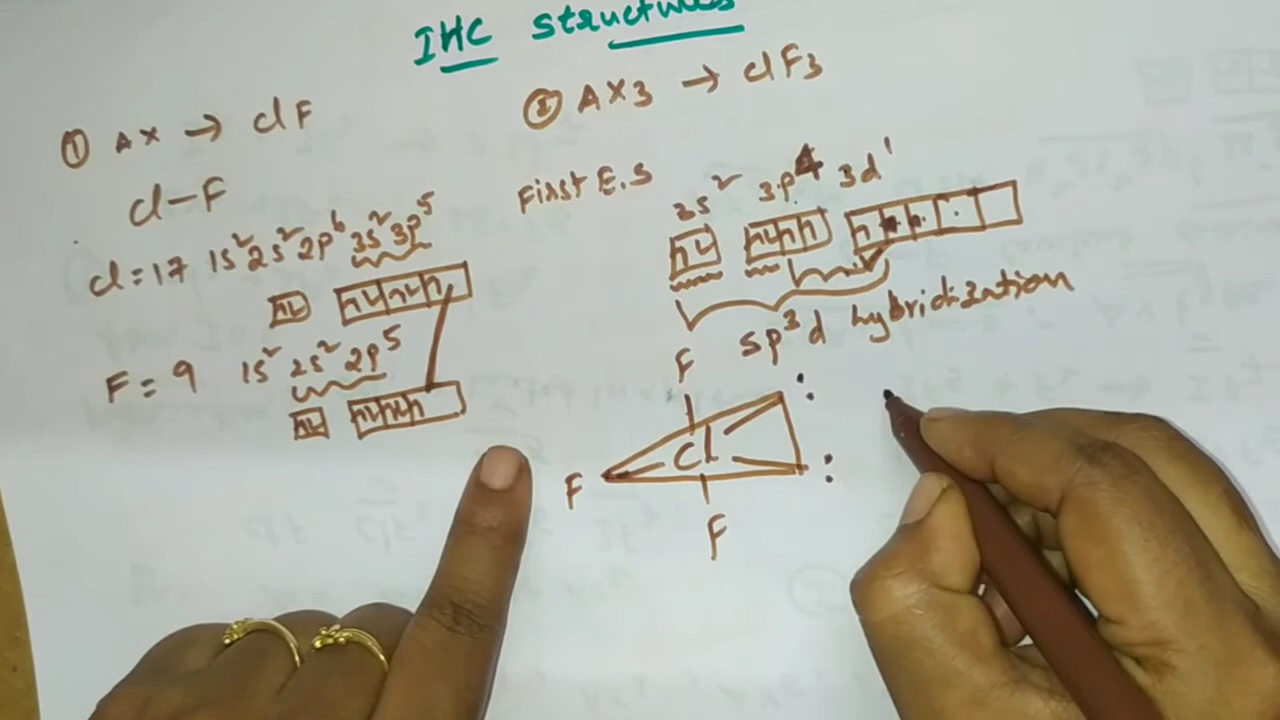 IHC structures
① AX → ClF
Cl-F
Cl = 17 1s² 2s² 2p⁶ 3s² 3p⁵
F = 9 1s² 2s² 2p⁵
② AX₃ → ClF₃
First E.S 3s² 3p⁴ 3d¹
sp³d hybridization
F
Cl
F
F